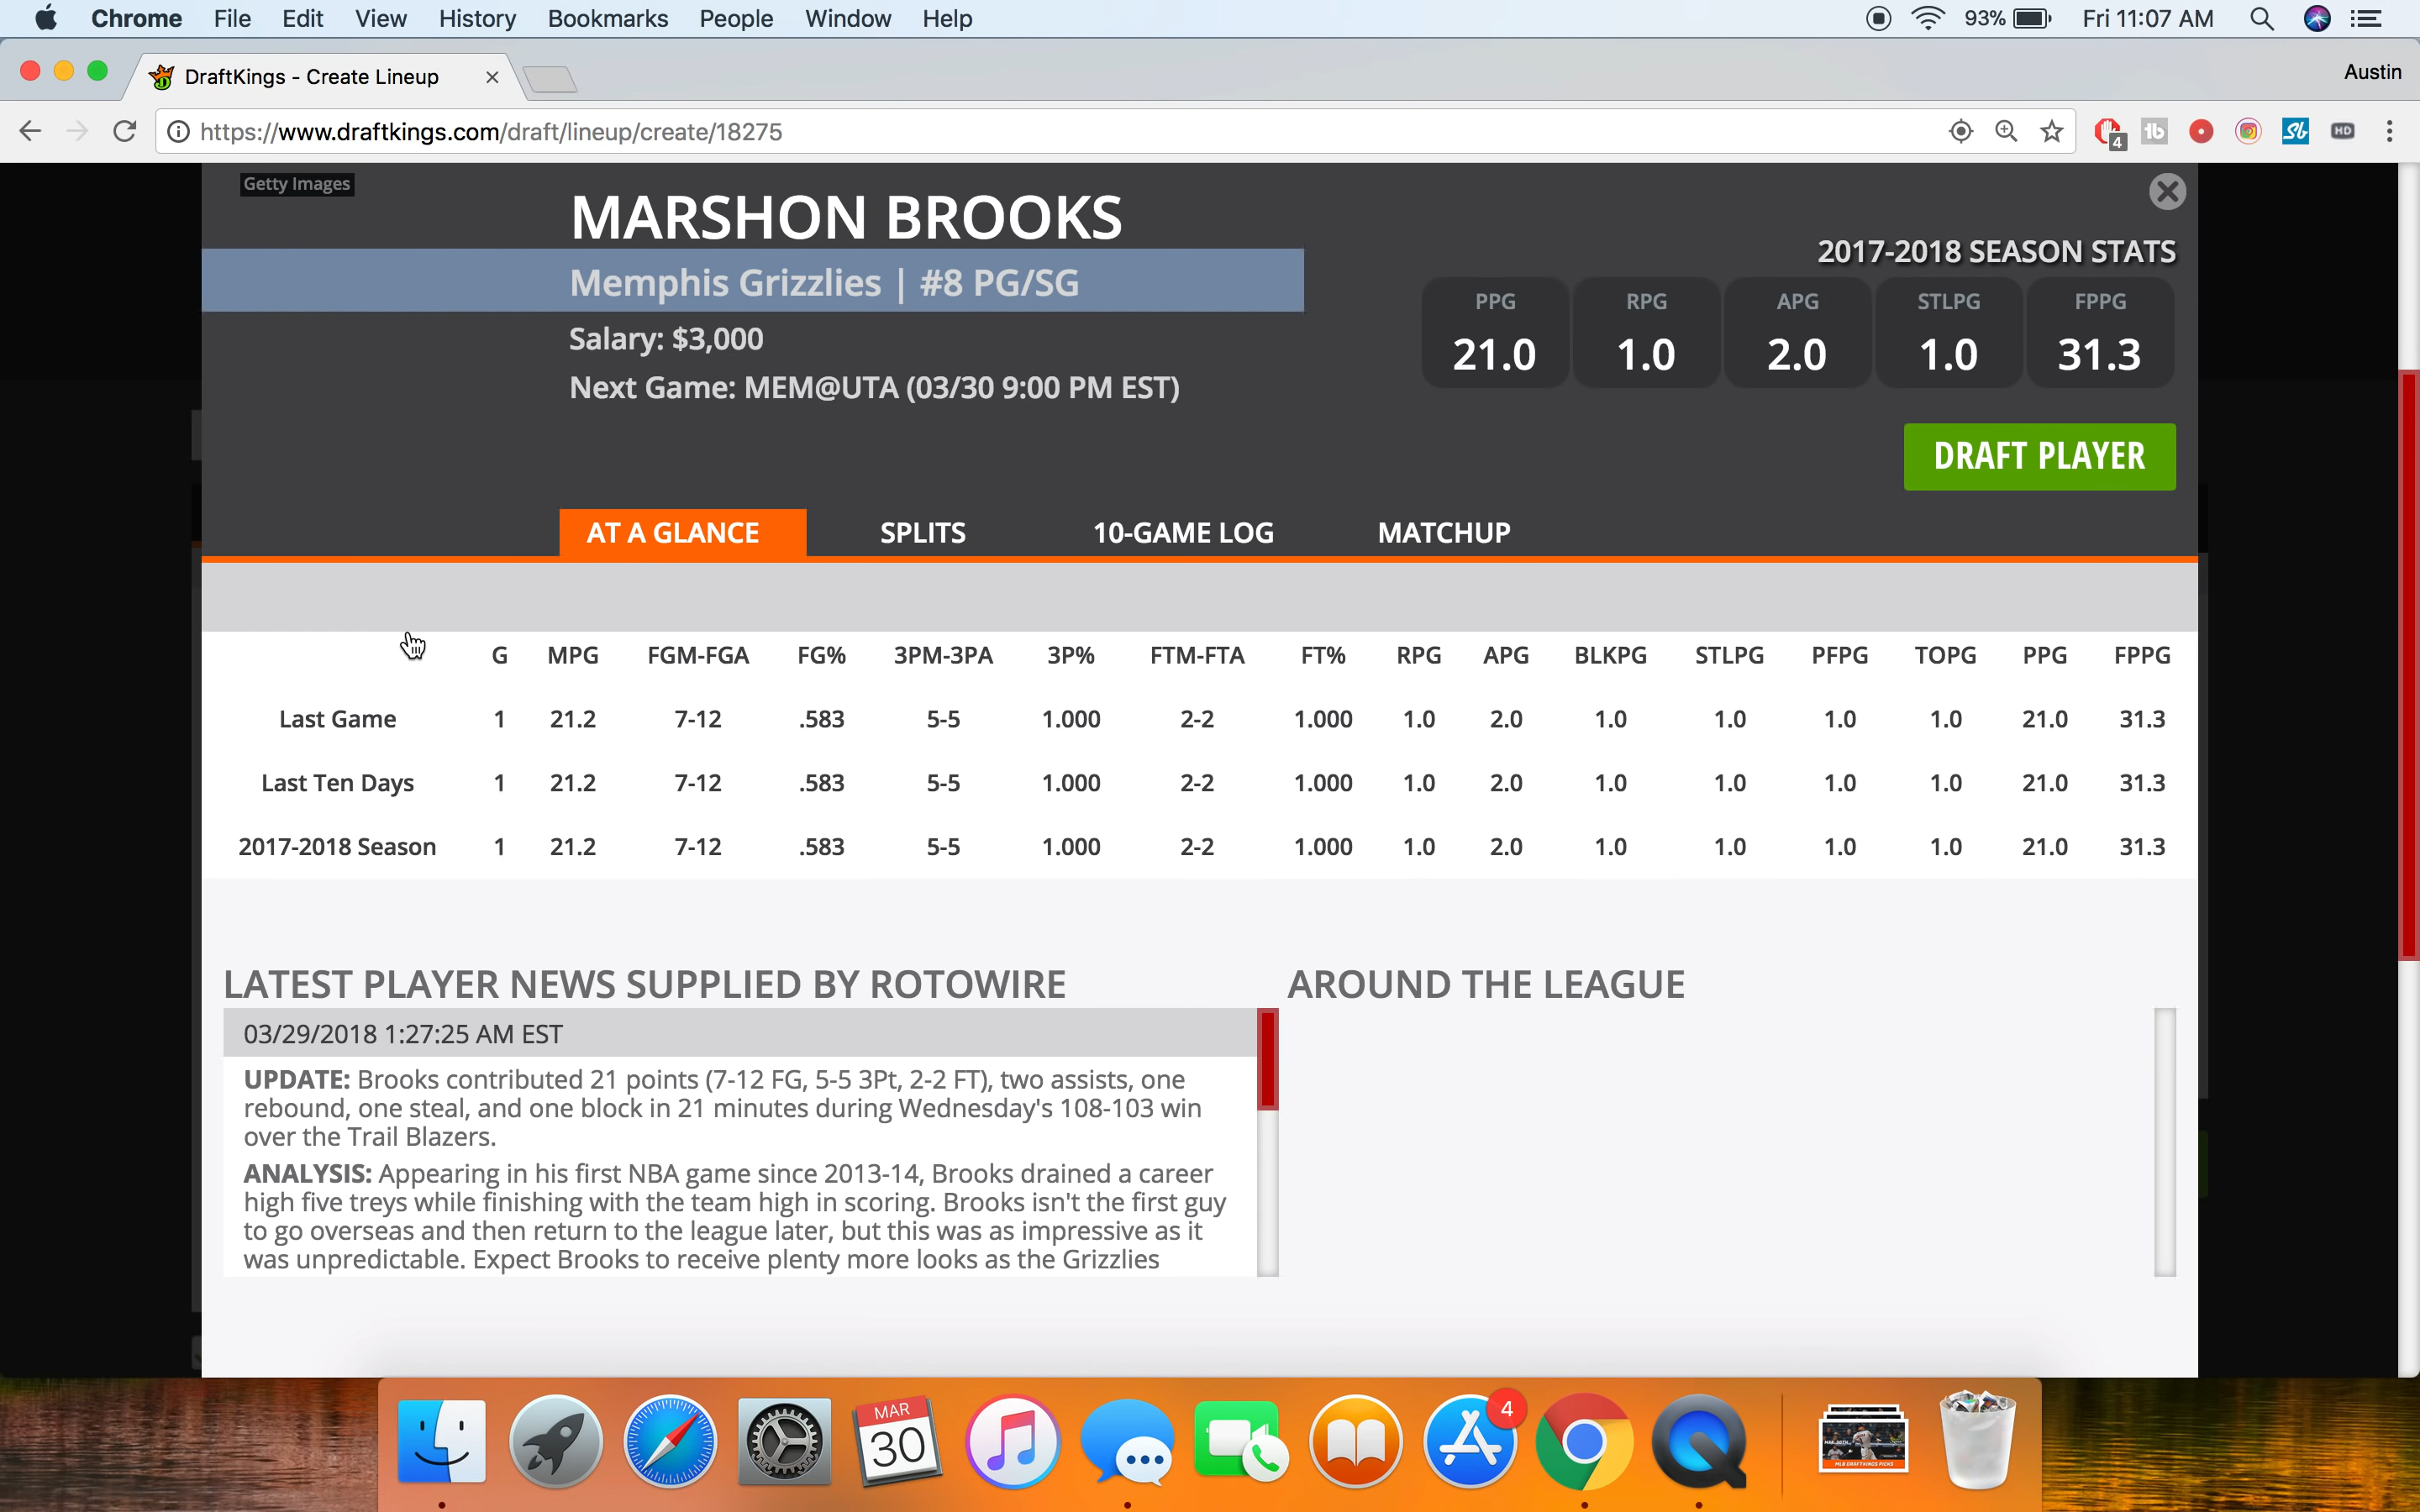 Chrome File Edit View History Bookmarks People Window Help 93% Fri 11:07 AM
DraftKings - Create Lineup Austin
https://www.draftkings.com/draft/lineup/create/18275 4 HD
Getty Images
MARSHON BROOKS
Memphis Grizzlies | #8 PG/SG
Salary: $3,000
Next Game: MEM@UTA (03/30 9:00 PM EST)
2017-2018 SEASON STATS
PPG RPG APG STLPG FPPG
21.0 1.0 2.0 1.0 31.3
DRAFT PLAYER
AT A GLANCE SPLITS 10-GAME LOG MATCHUP
G MPG FGM-FGA FG% 3PM-3PA 3P% FTM-FTA FT% RPG APG BLKPG STLPG PFPG TOPG PPG FPPG
Last Game 1 21.2 7-12 .583 5-5 1.000 2-2 1.000 1.0 2.0 1.0 1.0 1.0 1.0 21.0 31.3
Last Ten Days 1 21.2 7-12 .583 5-5 1.000 2-2 1.000 1.0 2.0 1.0 1.0 1.0 1.0 21.0 31.3
2017-2018 Season 1 21.2 7-12 .583 5-5 1.000 2-2 1.000 1.0 2.0 1.0 1.0 1.0 1.0 21.0 31.3
LATEST PLAYER NEWS SUPPLIED BY ROTOWIRE
03/29/2018 1:27:25 AM EST
UPDATE: Brooks contributed 21 points (7-12 FG, 5-5 3Pt, 2-2 FT), two assists, one
rebound, one steal, and one block in 21 minutes during Wednesday's 108-103 win
over the Trail Blazers.
ANALYSIS: Appearing in his first NBA game since 2013-14, Brooks drained a career
high five treys while finishing with the team high in scoring. Brooks isn't the first guy
to go overseas and then return to the league later, but this was as impressive as it
was unpredictable. Expect Brooks to receive plenty more looks as the Grizzlies
AROUND THE LEAGUE
MAR
30
4
MLB DRAFTKINGS PICKS